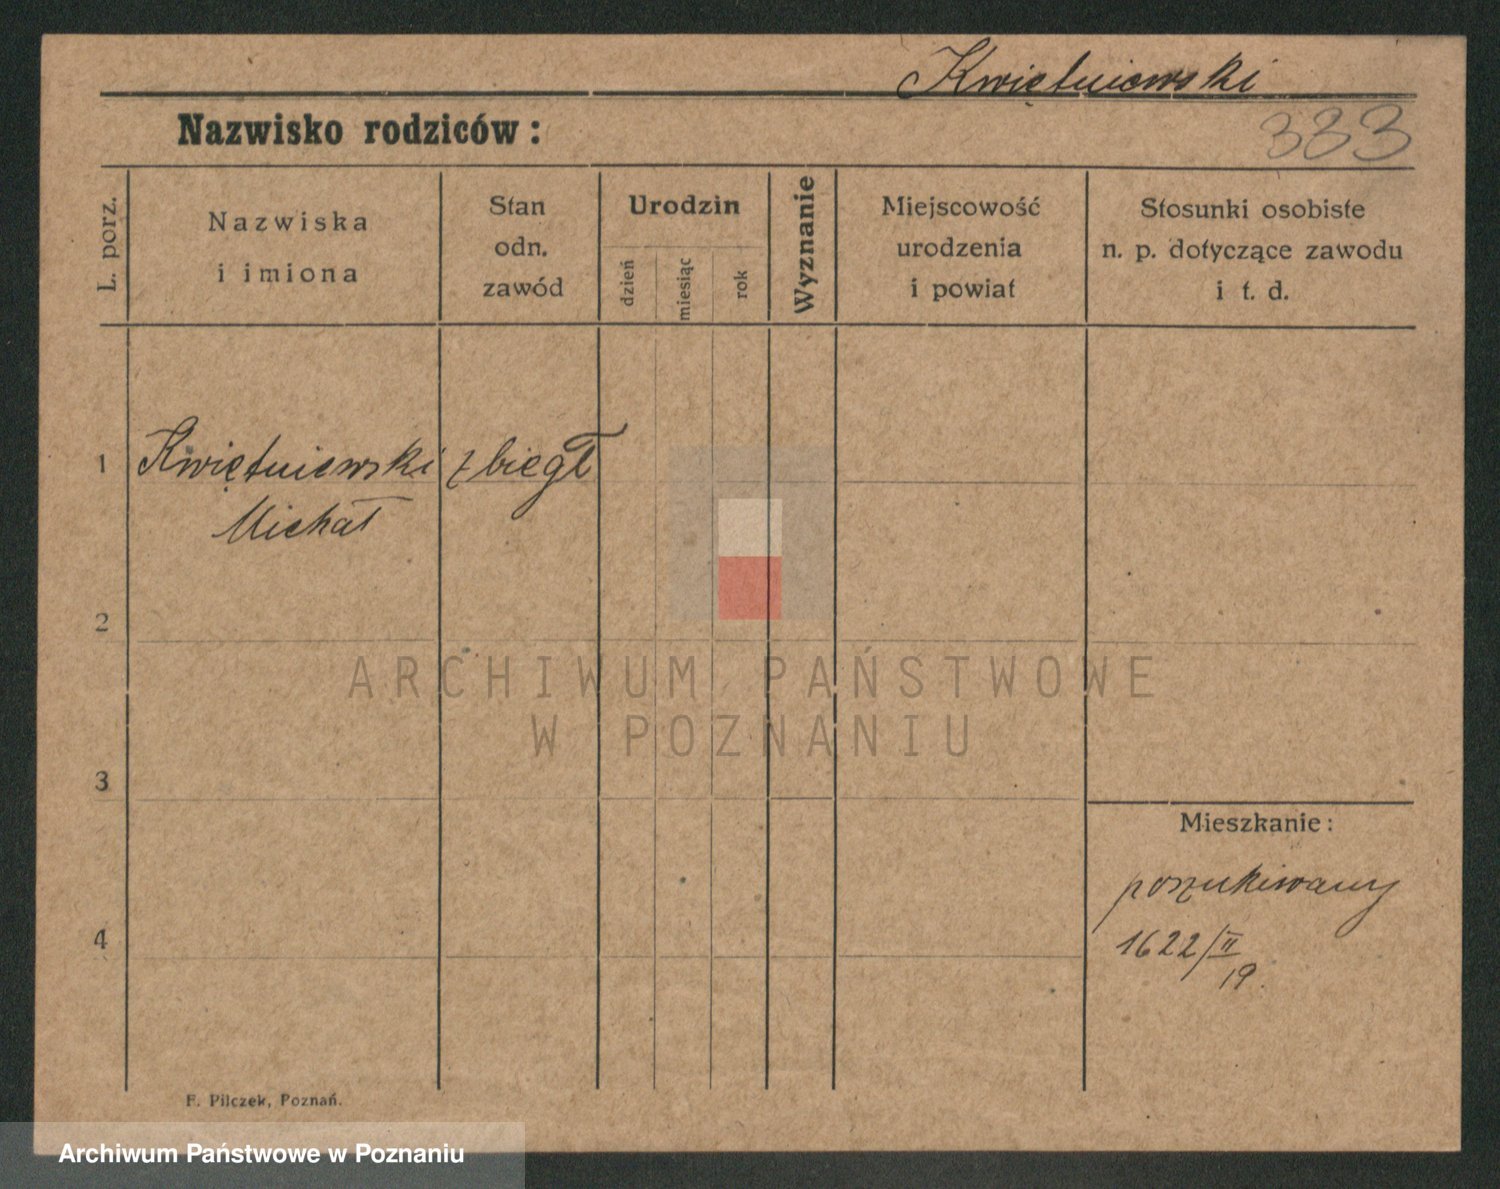 Kwiętniewski
Nazwisko rodziców:
333
L. porz.
Nazwiska
i imiona
Stan
odn.
zawód
Urodzin
dzień
miesiąc
rok
Wyznanie
Miejscowość
urodzenia
i powiat
Stosunki osobiste
n. p. dotyczące zawodu
i t. d.
1
Kwiętniewski
Michał
zbiegł
2
3
4
Mieszkanie:
poszukiwany
1622/II
19.
F. Pilczek, Poznań.
ARCHIWUM PAŃSTWOWE
W POZNANIU
Archiwum Państwowe w Poznaniu